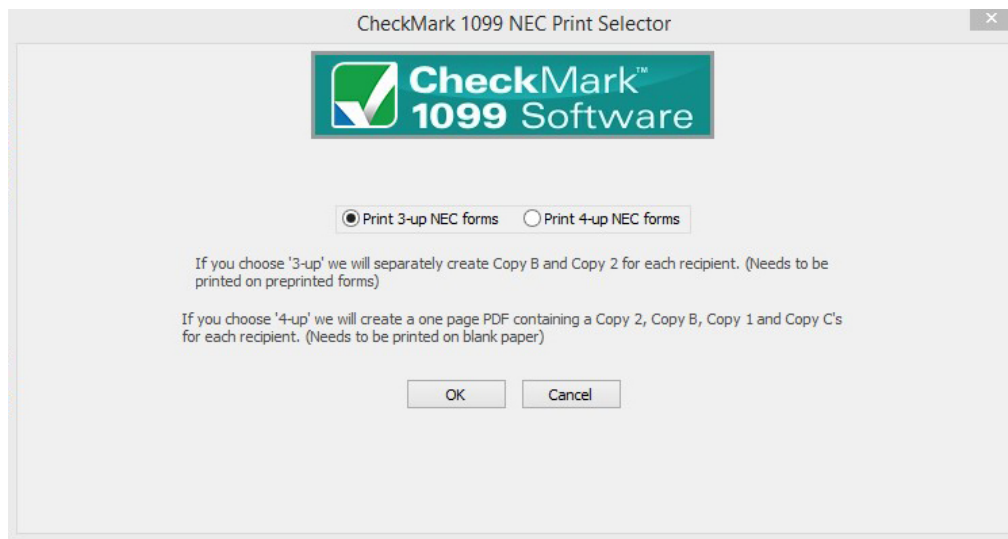 CheckMark 1099 NEC Print Selector
CheckMark™
1099 Software
Print 3-up NEC forms Print 4-up NEC forms
If you choose '3-up' we will separately create Copy B and Copy 2 for each recipient. (Needs to be
printed on preprinted forms)
If you choose '4-up' we will create a one page PDF containing a Copy 2, Copy B, Copy 1 and Copy C's
for each recipient. (Needs to be printed on blank paper)
OK Cancel